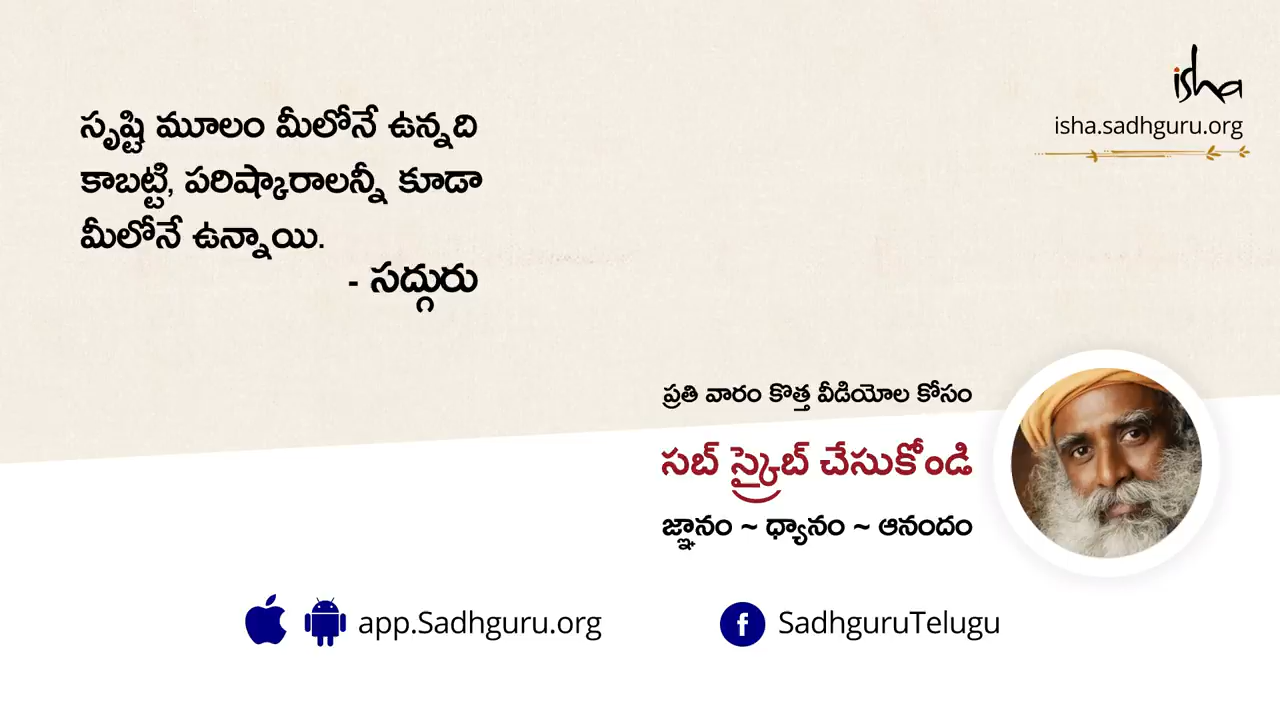 సృష్టి మూలం మీలోనే ఉన్నది
కాబట్టి, పరిష్కారాలన్నీ కూడా
మీలోనే ఉన్నాయి.
- సద్గురు
isha
isha.sadhguru.org
ప్రతి వారం కొత్త వీడియోల కోసం
సబ్ స్క్రైబ్ చేసుకోండి
జ్ఞానం ~ ధ్యానం ~ ఆనందం
app.Sadhguru.org
SadhguruTelugu